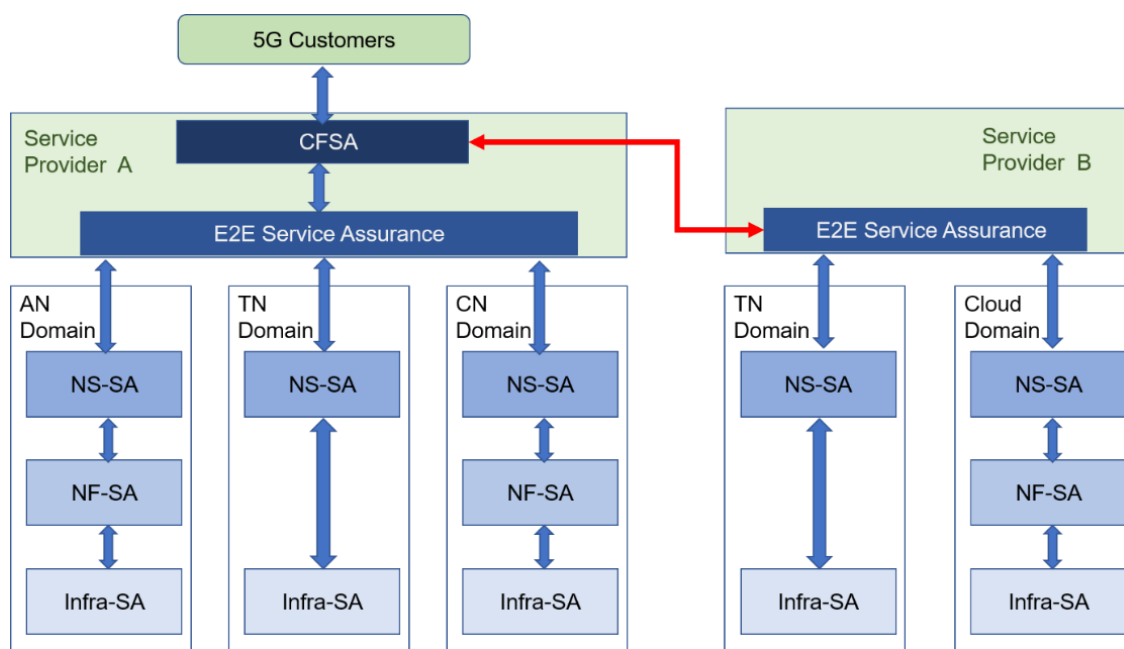 5G Customers
Service
Provider A
CFSA
E2E Service Assurance
Service
Provider B
E2E Service Assurance
AN
Domain
NS-SA
NF-SA
Infra-SA
TN
Domain
NS-SA
Infra-SA
CN
Domain
NS-SA
NF-SA
Infra-SA
TN
Domain
NS-SA
Infra-SA
Cloud
Domain
NS-SA
NF-SA
Infra-SA